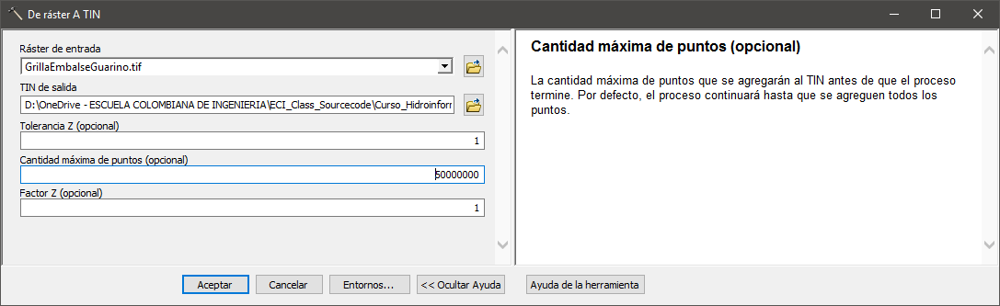 De ráster A TIN
Ráster de entrada
GrillaEmbalseGuarino.tif
TIN de salida
D:\OneDrive - ESCUELA COLOMBIANA DE INGENIERIA\ECI_Class_Sourcecode\Curso_Hidroinforn
Tolerancia Z (opcional)
1
Cantidad máxima de puntos (opcional)
50000000
Factor Z (opcional)
1
Aceptar
Cancelar
Entornos...
<< Ocultar Ayuda
Cantidad máxima de puntos (opcional)
La cantidad máxima de puntos que se agregarán al TIN antes de que el proceso
termine. Por defecto, el proceso continuará hasta que se agreguen todos los
puntos.
Ayuda de la herramienta